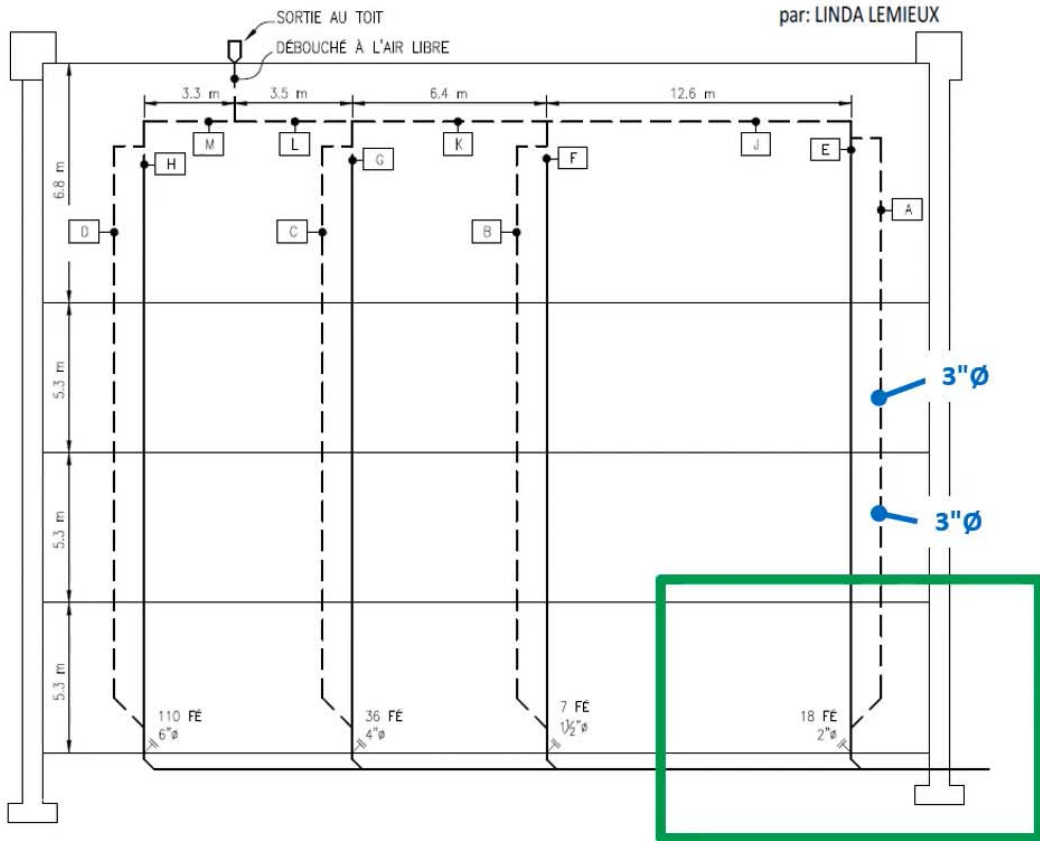 par: LINDA LEMIEUX
SORTIE AU TOIT
DÉBOUCHÉ À L'AIR LIBRE
3.3 m
3.5 m
6.4 m
12.6 m
M
L
K
J
H
G
F
E
A
D
C
B
6.8 m
5.3 m
3"Ø
5.3 m
3"Ø
5.3 m
110 FÉ
6"ø
36 FÉ
4"ø
7 FÉ
1½"ø
18 FÉ
2"ø